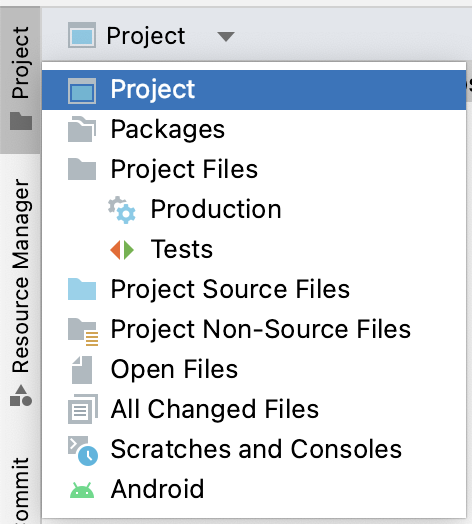 Project
Project
Packages
Project Files
Production
Tests
Project Source Files
Project Non-Source Files
Open Files
All Changed Files
Scratches and Consoles
Android
Project
Resource Manager